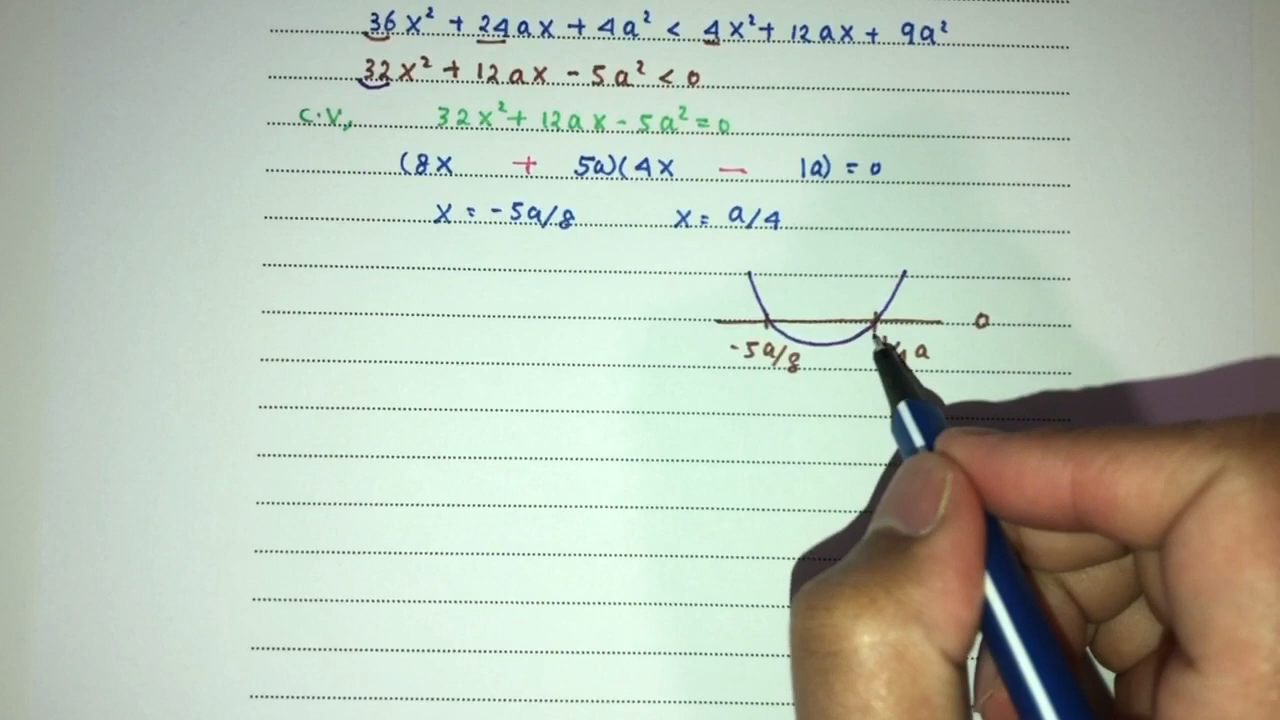 36x² + 24ax + 4a² < 4x² + 12ax + 9a²
32x² + 12ax - 5a² < 0
C.V., 32x² + 12ax - 5a² = 0
(8x + 5a)(4x - 1a) = 0
x = -5a/8 x = a/4
0
-5a/8 a